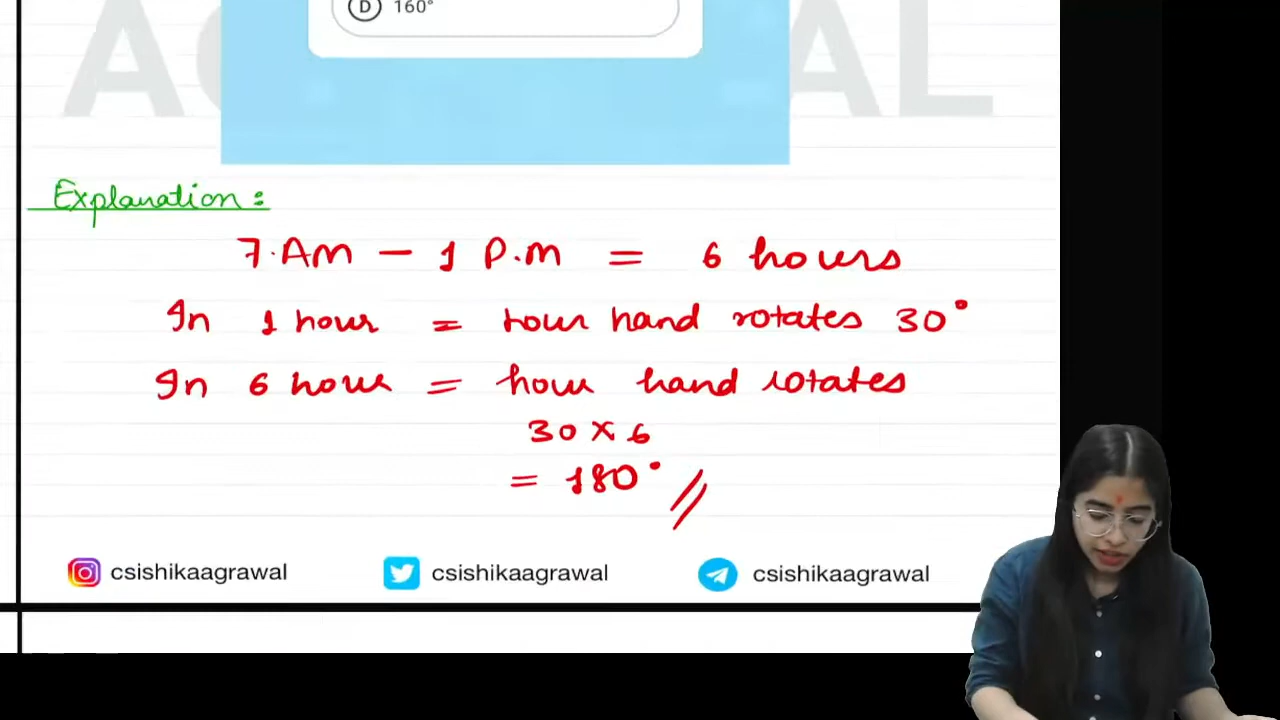 D 160°
Explanation:
7.AM – 1 P.M = 6 hours
In 1 hour = hour hand rotates 30°
In 6 hour = hour hand rotates
30 × 6
= 180°
csishikaagrawal csishikaagrawal csishikaagrawal